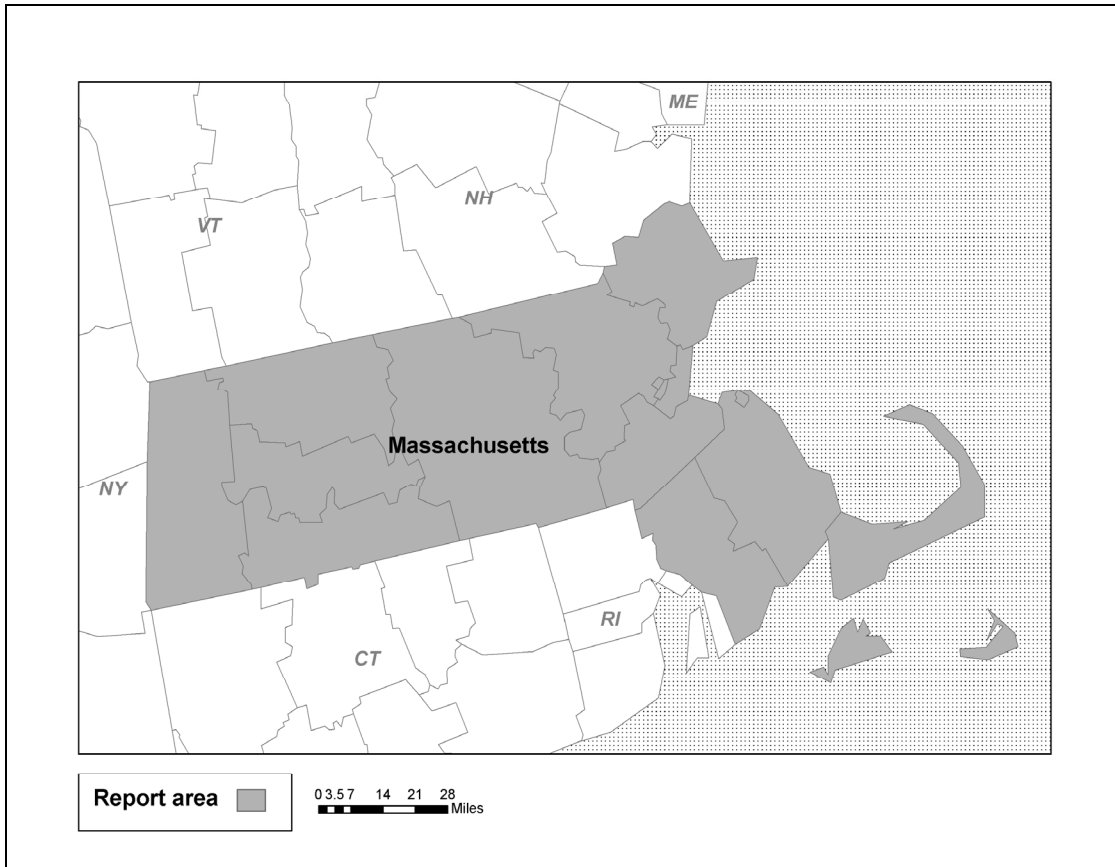 ME
NH
VT
Massachusetts
NY
RI
CT
Report area
0 3.5 7 14 21 28
Miles